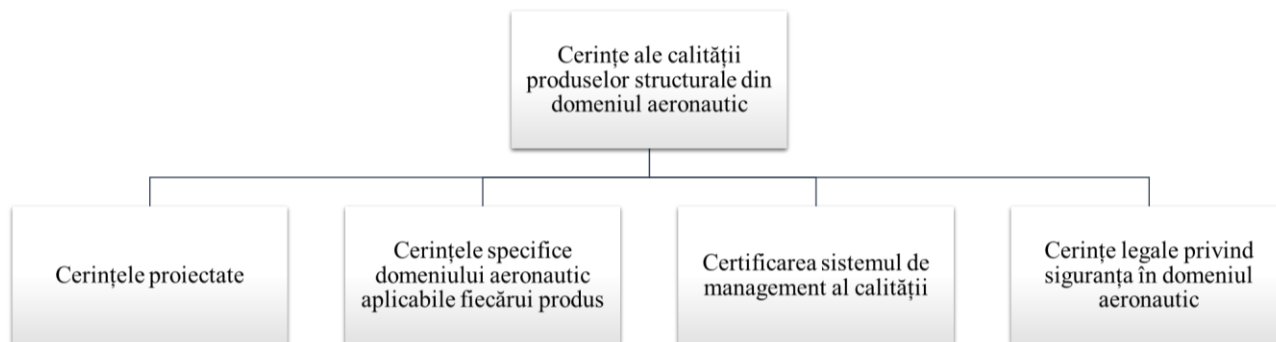 Cerințe ale calității
produselor structurale din
domeniul aeronautic
Cerințele proiectate
Cerințele specifice
domeniului aeronautic
aplicabile fiecărui produs
Certificarea sistemul de
management al calității
Cerințe legale privind
siguranța în domeniul
aeronautic